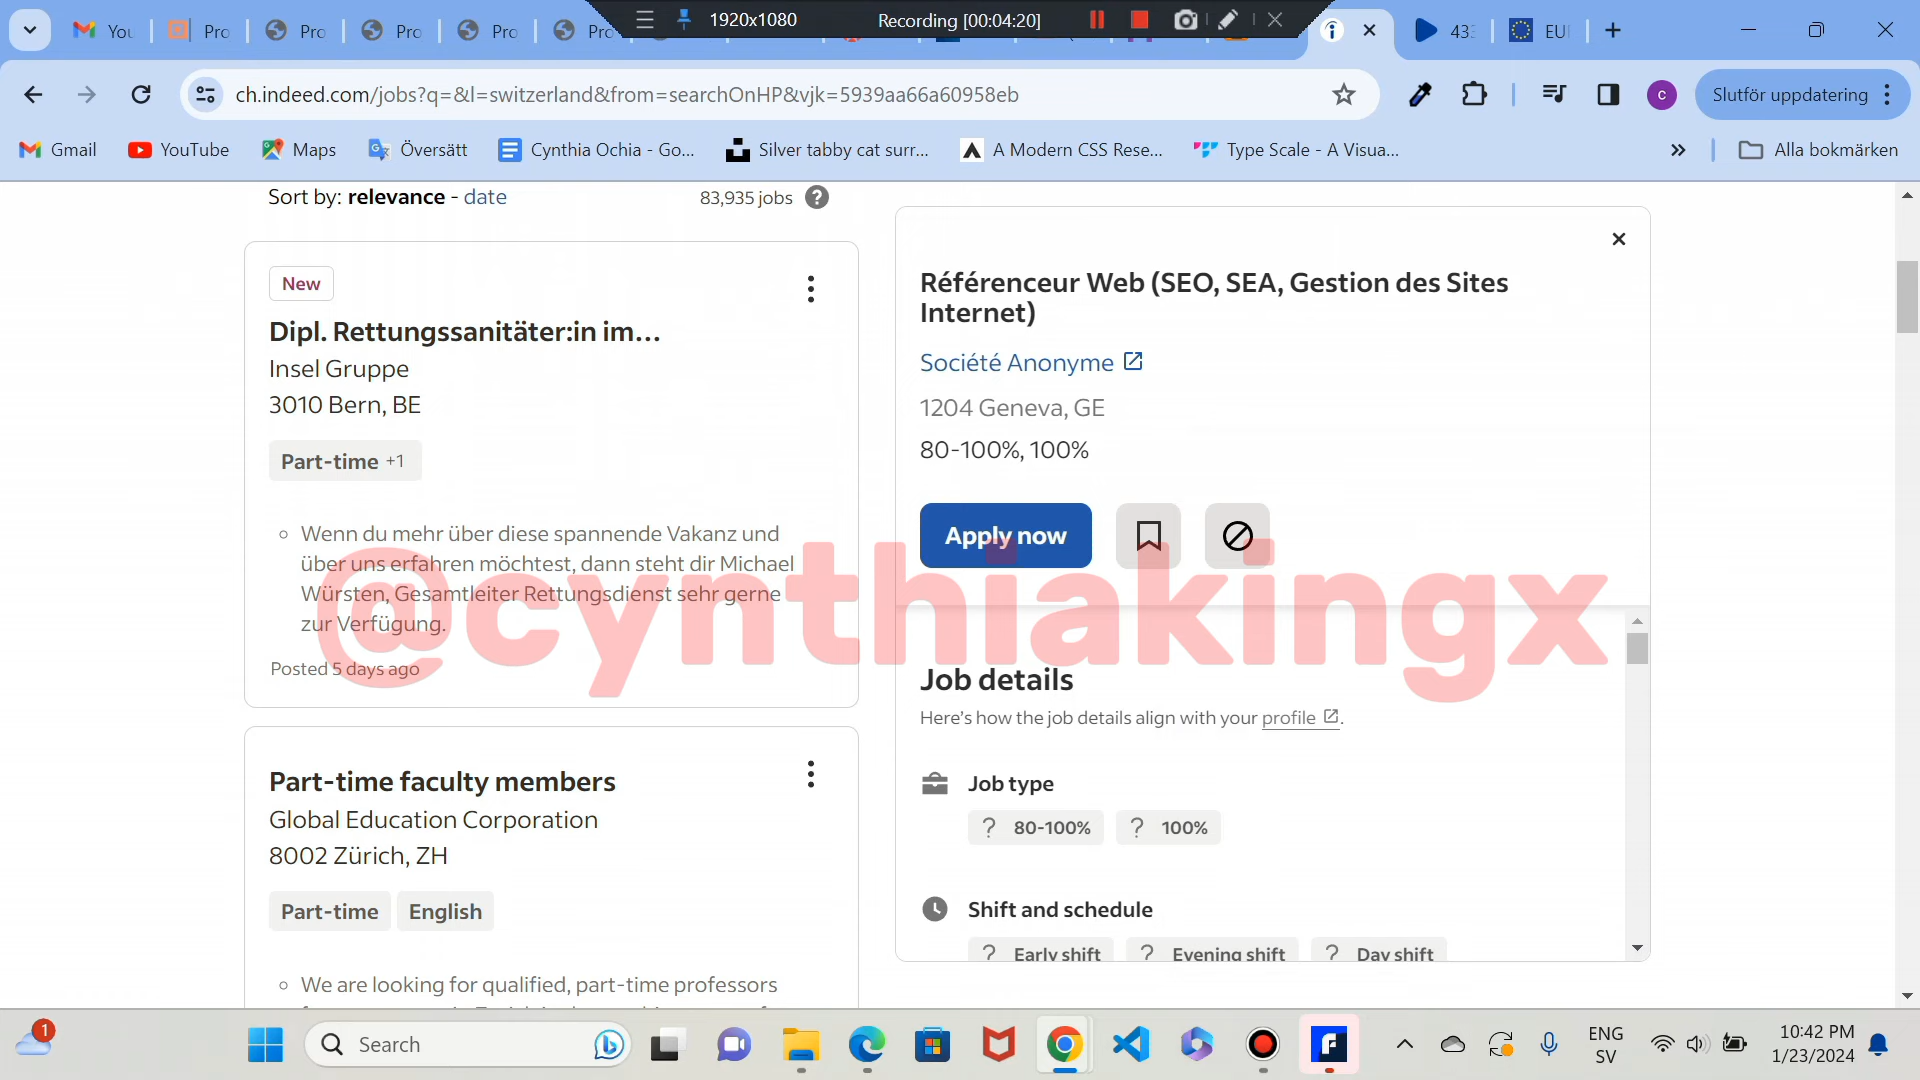 You
Pro
Pro
Pro
Pro
Pro
1920x1080
Recording [00:04:20]
433
EU
ch.indeed.com/jobs?q=&l=switzerland&from=searchOnHP&vjk=5939aa66a60958eb
c
Slutför uppdatering
Gmail
YouTube
Maps
Översätt
Cynthia Ochia - Go...
Silver tabby cat surr...
A Modern CSS Rese...
Type Scale - A Visua...
Alla bokmärken
Sort by: relevance - date
83,935 jobs
New
Dipl. Rettungssanitäter:in im...
Insel Gruppe
3010 Bern, BE
Part-time +1
Wenn du mehr über diese spannende Vakanz und
über uns erfahren möchtest, dann steht dir Michael
Würsten, Gesamtleiter Rettungsdienst sehr gerne
zur Verfügung.
Posted 5 days ago
Part-time faculty members
Global Education Corporation
8002 Zürich, ZH
Part-time
English
We are looking for qualified, part-time professors
Référenceur Web (SEO, SEA, Gestion des Sites
Internet)
Société Anonyme
1204 Geneva, GE
80-100%, 100%
Apply now
@cynthiakingx
Job details
Here's how the job details align with your profile.
Job type
? 80-100%
? 100%
Shift and schedule
? Early shift
? Evening shift
? Day shift
1
Search
ENG
SV
10:42 PM
1/23/2024